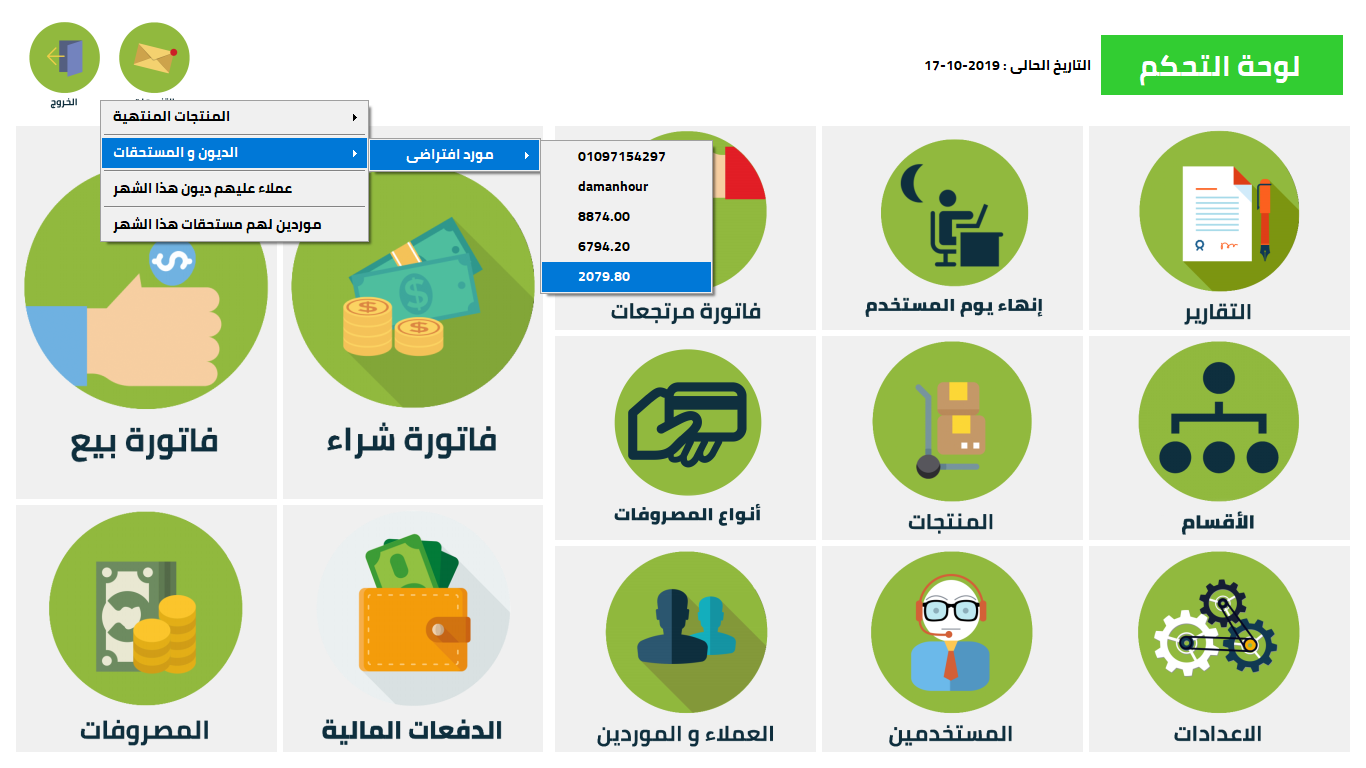 لوحة التحكم
التاريخ الحالى : 2019-10-17
الخروج
المنتجات المنتهية
الديون و المستحقات
عملاء عليهم ديون هذا الشهر
موردين لهم مستحقات هذا الشهر
مورد افتراضى
01097154297
damanhour
8874.00
6794.20
2079.80
التقارير
إنهاء يوم المستخدم
فاتورة مرتجعات
فاتورة شراء
فاتورة بيع
الأقسام
المنتجات
أنواع المصروفات
الاعدادات
المستخدمين
العملاء و الموردين
الدفعات المالية
المصروفات